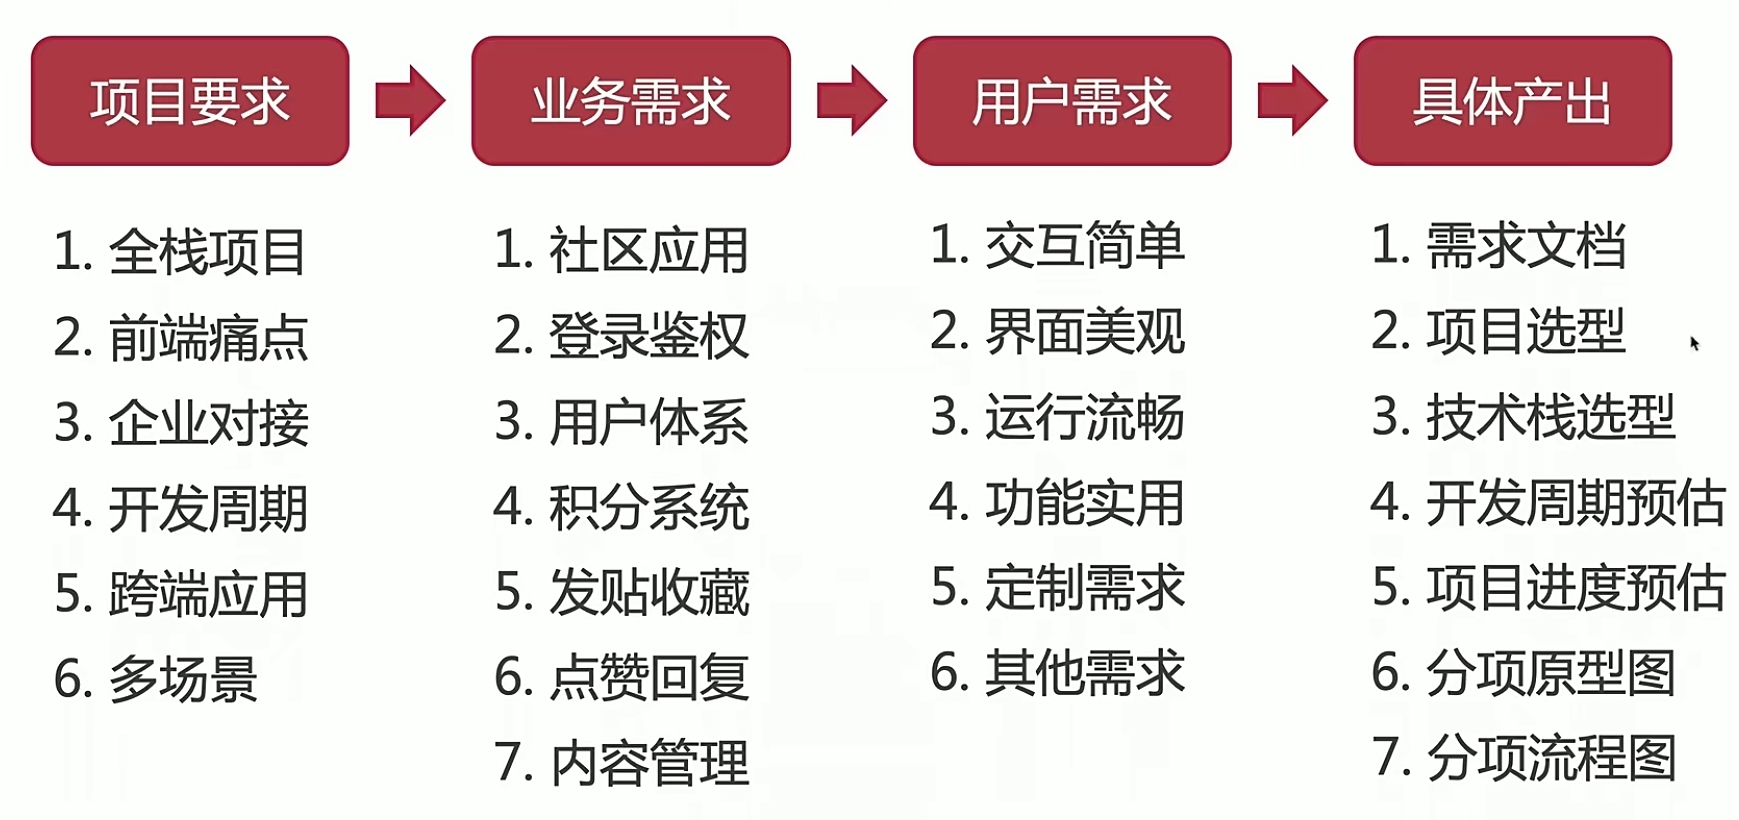 项目要求
业务需求
用户需求
具体产出
1. 全栈项目
2. 前端痛点
3. 企业对接
4. 开发周期
5. 跨端应用
6. 多场景
1. 社区应用
2. 登录鉴权
3. 用户体系
4. 积分系统
5. 发贴收藏
6. 点赞回复
7. 内容管理
1. 交互简单
2. 界面美观
3. 运行流畅
4. 功能实用
5. 定制需求
6. 其他需求
1. 需求文档
2. 项目选型
3. 技术栈选型
4. 开发周期预估
5. 项目进度预估
6. 分项原型图
7. 分项流程图